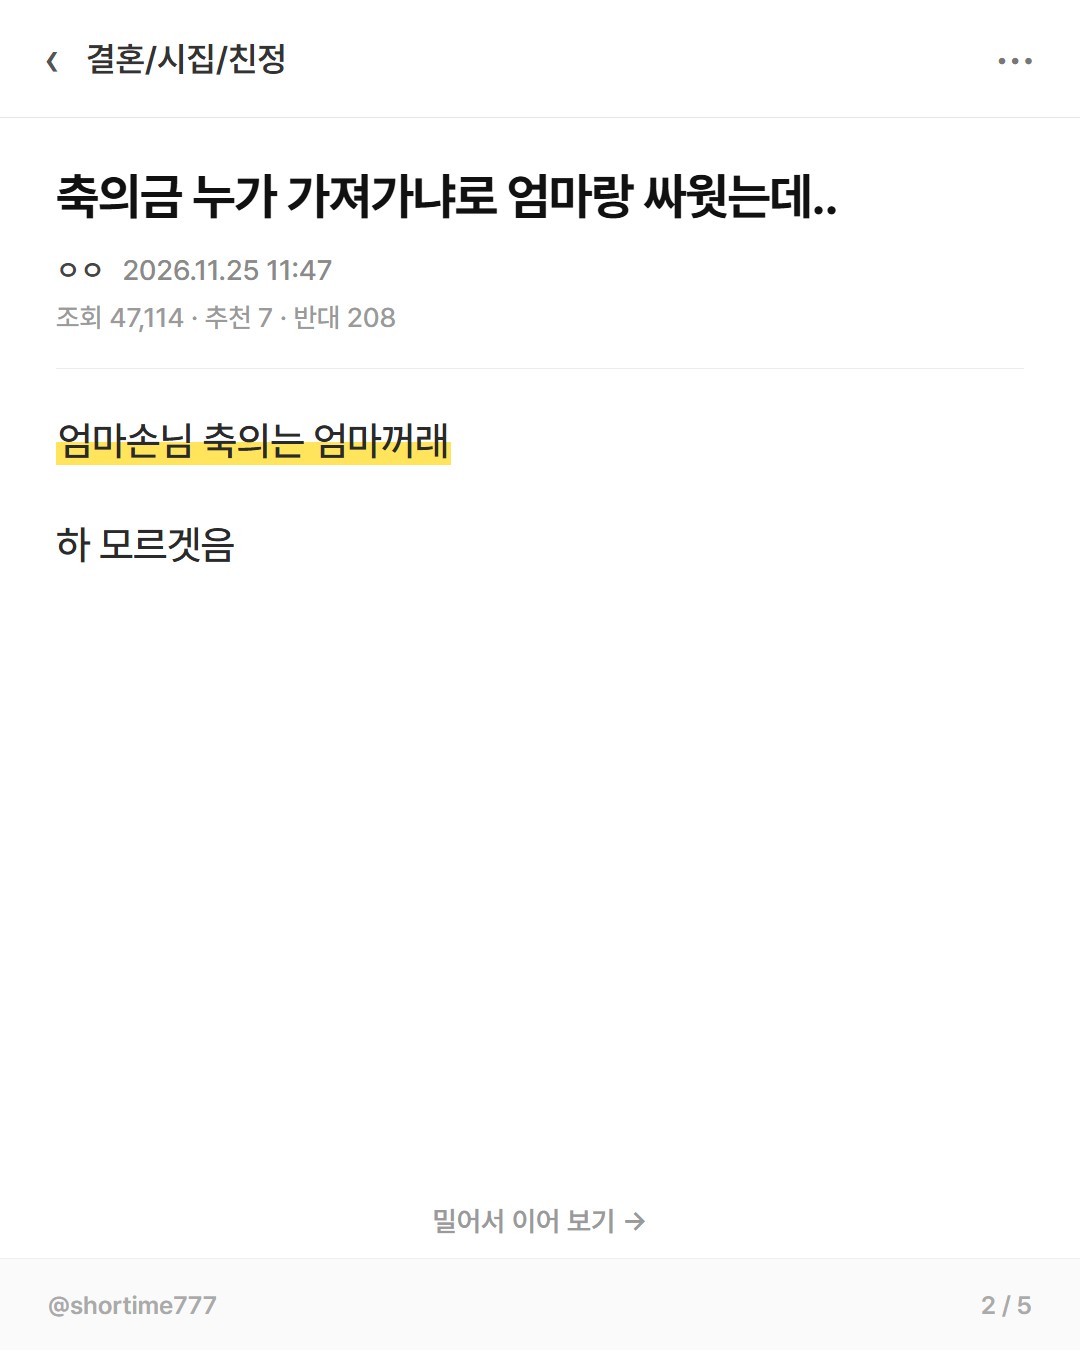 결혼/시집/친정
축의금 누가 가져가냐로 엄마랑 싸웟는데..
ㅇㅇ 2026.11.25 11:47
조회 47,114 · 추천 7 · 반대 208
엄마손님 축의는 엄마꺼래
하 모르겟음
밀어서 이어 보기 →
@shortime777 2 / 5